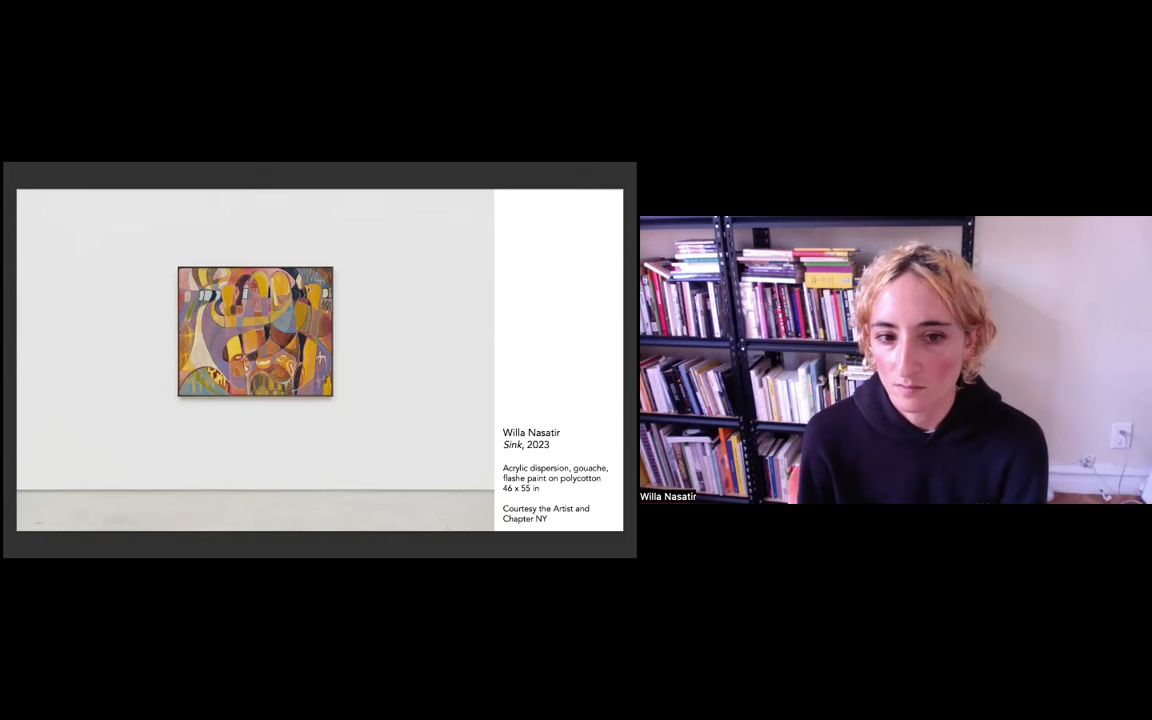 Willa Nasatir
Sink, 2023
Acrylic dispersion, gouache,
flashe paint on polycotton
46 x 55 in
Courtesy the Artist and
Chapter NY
Willa Nasatir